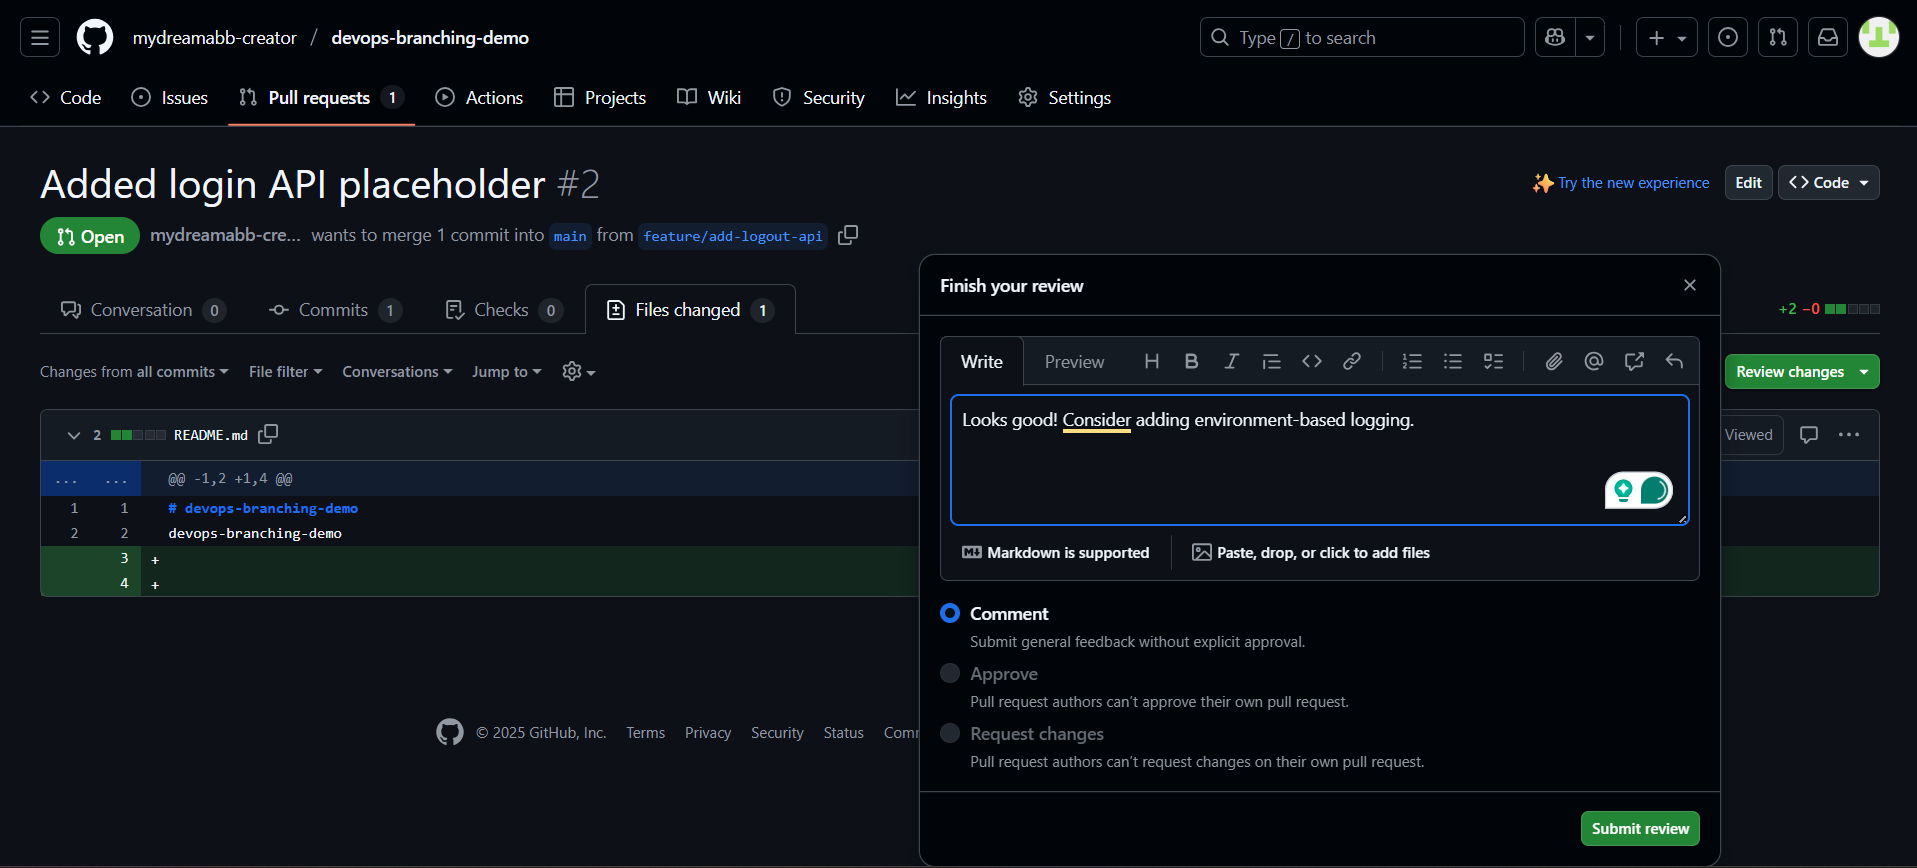 mydreamabb-creator / devops-branching-demo
Type / to search
Code
Issues
Pull requests 1
Actions
Projects
Wiki
Security
Insights
Settings
Added login API placeholder #2
Try the new experience
Edit
<> Code
Open
mydreamabb-cre... wants to merge 1 commit into main from feature/add-logout-api
Conversation 0
Commits 1
Checks 0
Files changed 1
+2 −0
Changes from all commits
File filter
Conversations
Jump to
Review changes
2 README.md
Viewed
... ... @@ -1,2 +1,4 @@
1 1 # devops-branching-demo
2 2 devops-branching-demo
3 +
4 +
Finish your review
Write
Preview
Looks good! Consider adding environment-based logging.
Markdown is supported
Paste, drop, or click to add files
Comment
Submit general feedback without explicit approval.
Approve
Pull request authors can’t approve their own pull request.
Request changes
Pull request authors can’t request changes on their own pull request.
Submit review
© 2025 GitHub, Inc. Terms Privacy Security Status